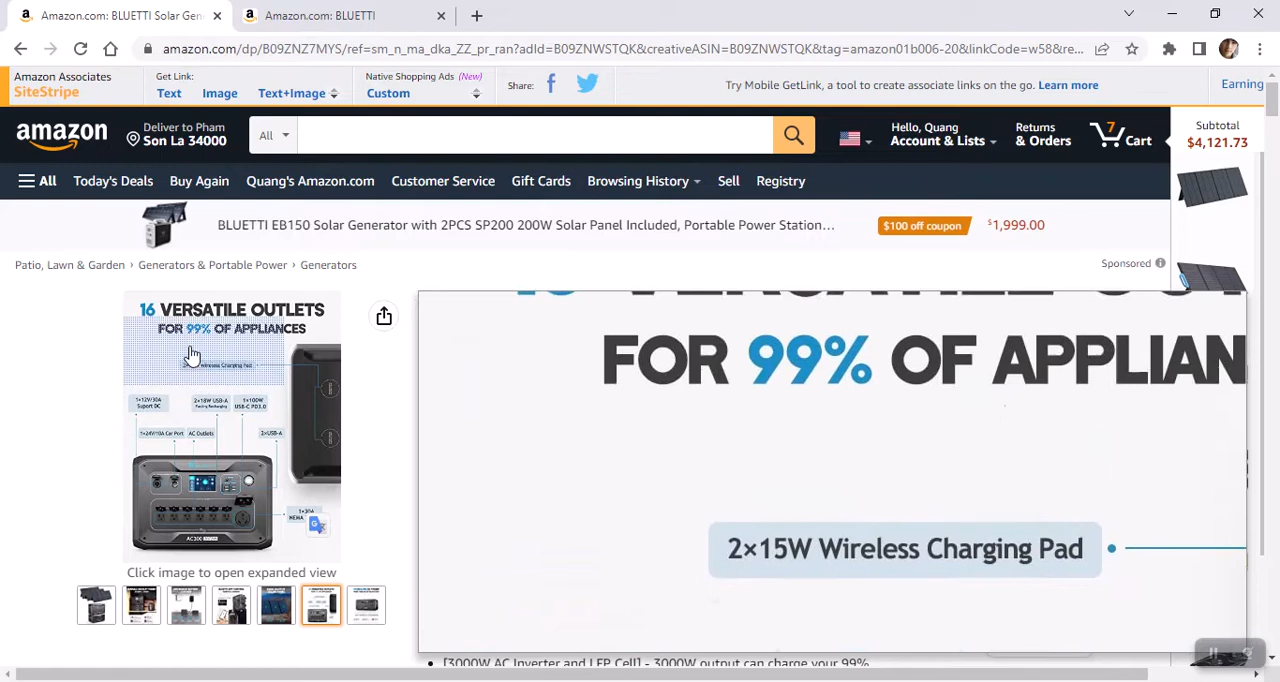 Amazon.com: BLUETTI Solar Gen
Amazon.com: BLUETTI
amazon.com/dp/B09ZNZ7MYS/ref=sm_n_ma_dka_ZZ_pr_ran?adId=B09ZNWSTQK&creativeASIN=B09ZNWSTQK&tag=amazon01b006-20&linkCode=w58&re...
Amazon Associates
SiteStripe
Get Link:
Text Image Text+Image
Native Shopping Ads (New)
Custom
Share:
Try Mobile GetLink, a tool to create associate links on the go. Learn more
Earning
amazon
Deliver to Pham
Son La 34000
All
Hello, Quang
Account & Lists
Returns
& Orders
7
Cart
Subtotal
$4,121.73
All Today's Deals Buy Again Quang's Amazon.com Customer Service Gift Cards Browsing History Sell Registry
BLUETTI EB150 Solar Generator with 2PCS SP200 200W Solar Panel Included, Portable Power Station...
$100 off coupon
$1,999.00
Patio, Lawn & Garden › Generators & Portable Power › Generators
Sponsored
16 VERSATILE OUTLETS
FOR 99% OF APPLIANCES
2×15W Wireless Charging Pad
1×12V/30A
Suport DC
2×18W USB-A
1×100W
USB-C PD3.0
1×24V/10A Car Port
AC Outlets
2×USB-A
1×30A
NEMA
AC300
Click image to open expanded view
16 VERSATILE OUT
FOR 99% OF APPLIAN
2×15W Wireless Charging Pad
[3000W AC Inverter and LFP Cell] - 3000W output can charge your 99%